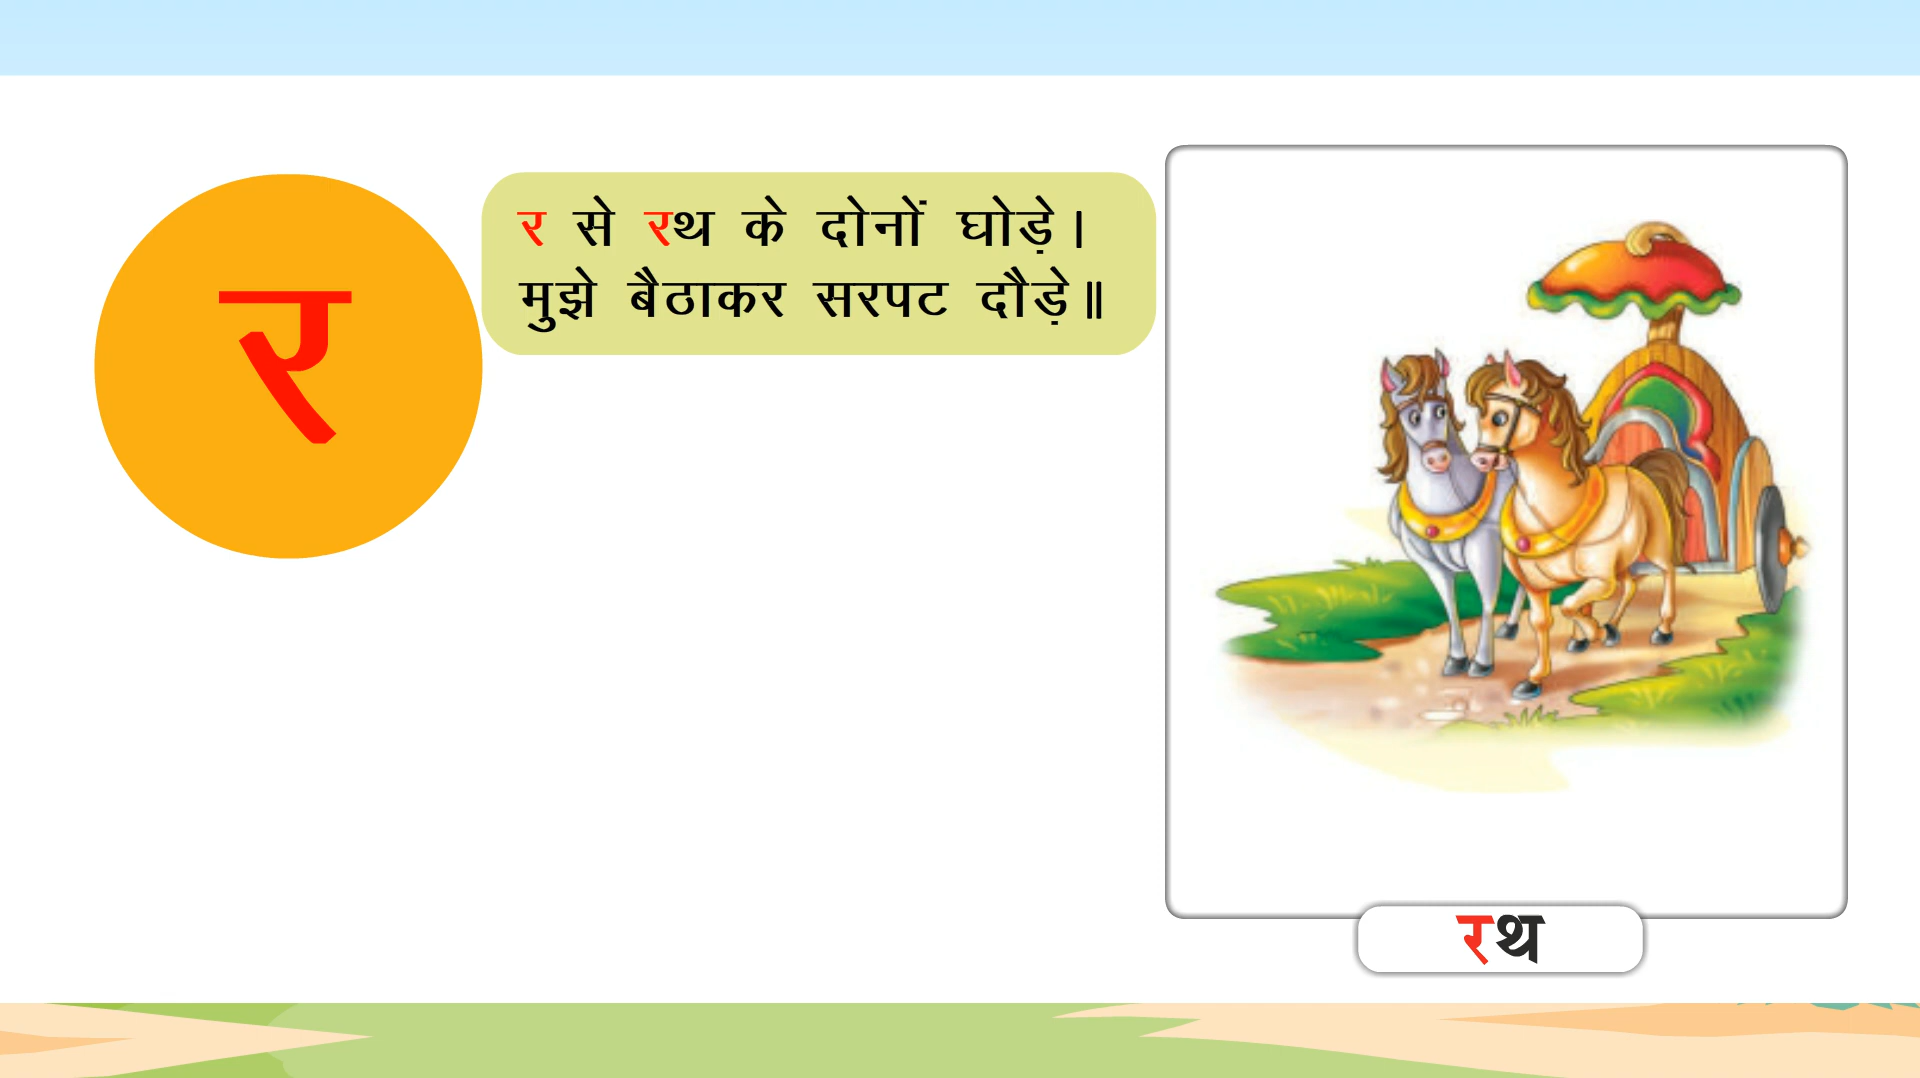 र
र से रथ के दोनों घोड़े।
मुझे बैठाकर सरपट दौड़े॥
रथ